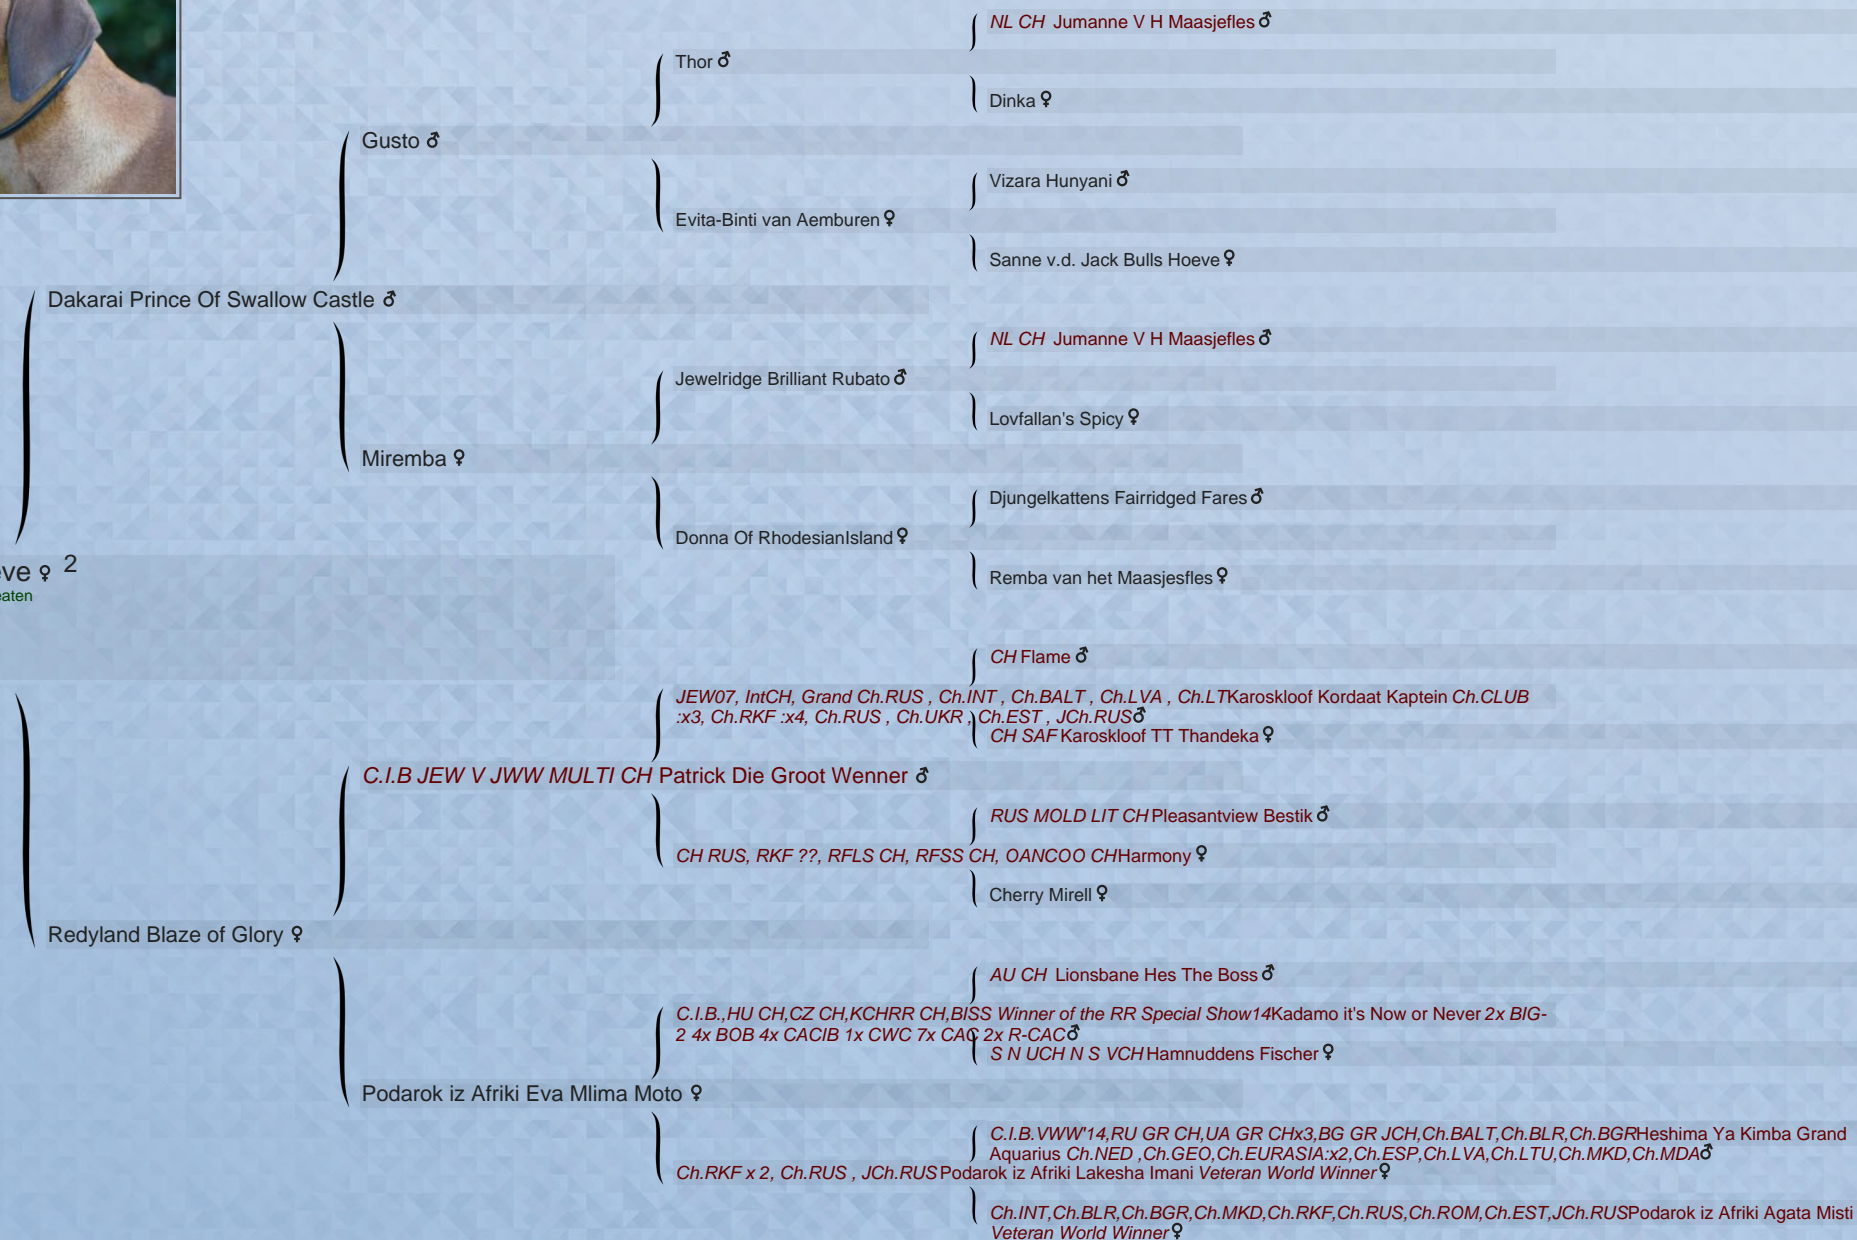 NL CH Jumanne V H Maasjefles ♂
Thor ♂
Dinka ♀
Gusto ♂
Vizara Hunyani ♂
Evita-Binti van Aemburen ♀
Sanne v.d. Jack Bulls Hoeve ♀
Dakarai Prince Of Swallow Castle ♂
NL CH Jumanne V H Maasjefles ♂
Jewelridge Brilliant Rubato ♂
Lovfallan's Spicy ♀
Miremba ♀
Djungelkattens Fairridged Fares ♂
Donna Of RhodesianIsland ♀
Remba van het Maasjesfles ♀
eve ♀ 2
eaten
CH Flame ♂
JEW07, IntCH, Grand Ch.RUS , Ch.INT , Ch.BALT , Ch.LVA , Ch.LTKaroskloof Kordaat Kaptein Ch.CLUB
:x3, Ch.RKF :x4, Ch.RUS , Ch.UKR , Ch.EST , JCh.RUS♂
CH SAF Karoskloof TT Thandeka ♀
C.I.B JEW V JWW MULTI CH Patrick Die Groot Wenner ♂
RUS MOLD LIT CH Pleasantview Bestik ♂
CH RUS, RKF ??, RFLS CH, RFSS CH, OANCOO CHHarmony ♀
Cherry Mirell ♀
Redyland Blaze of Glory ♀
AU CH Lionsbane Hes The Boss ♂
C.I.B.,HU CH,CZ CH,KCHRR CH,BISS Winner of the RR Special Show14Kadamo it's Now or Never 2x BIG-
2 4x BOB 4x CACIB 1x CWC 7x CAC 2x R-CAC♂
S N UCH N S VCH Hamnuddens Fischer ♀
Podarok iz Afriki Eva Mlima Moto ♀
C.I.B.VWW'14,RU GR CH,UA GR CHx3,BG GR JCH,Ch.BALT,Ch.BLR,Ch.BGRHeshima Ya Kimba Grand
Aquarius Ch.NED ,Ch.GEO,Ch.EURASIA:x2,Ch.ESP,Ch.LVA,Ch.LTU,Ch.MKD,Ch.MDA♂
Ch.RKF x 2, Ch.RUS , JCh.RUS Podarok iz Afriki Lakesha Imani Veteran World Winner ♀
Ch.INT,Ch.BLR,Ch.BGR,Ch.MKD,Ch.RKF,Ch.RUS,Ch.ROM,Ch.EST,JCh.RUSPodarok iz Afriki Agata Misti
Veteran World Winner ♀